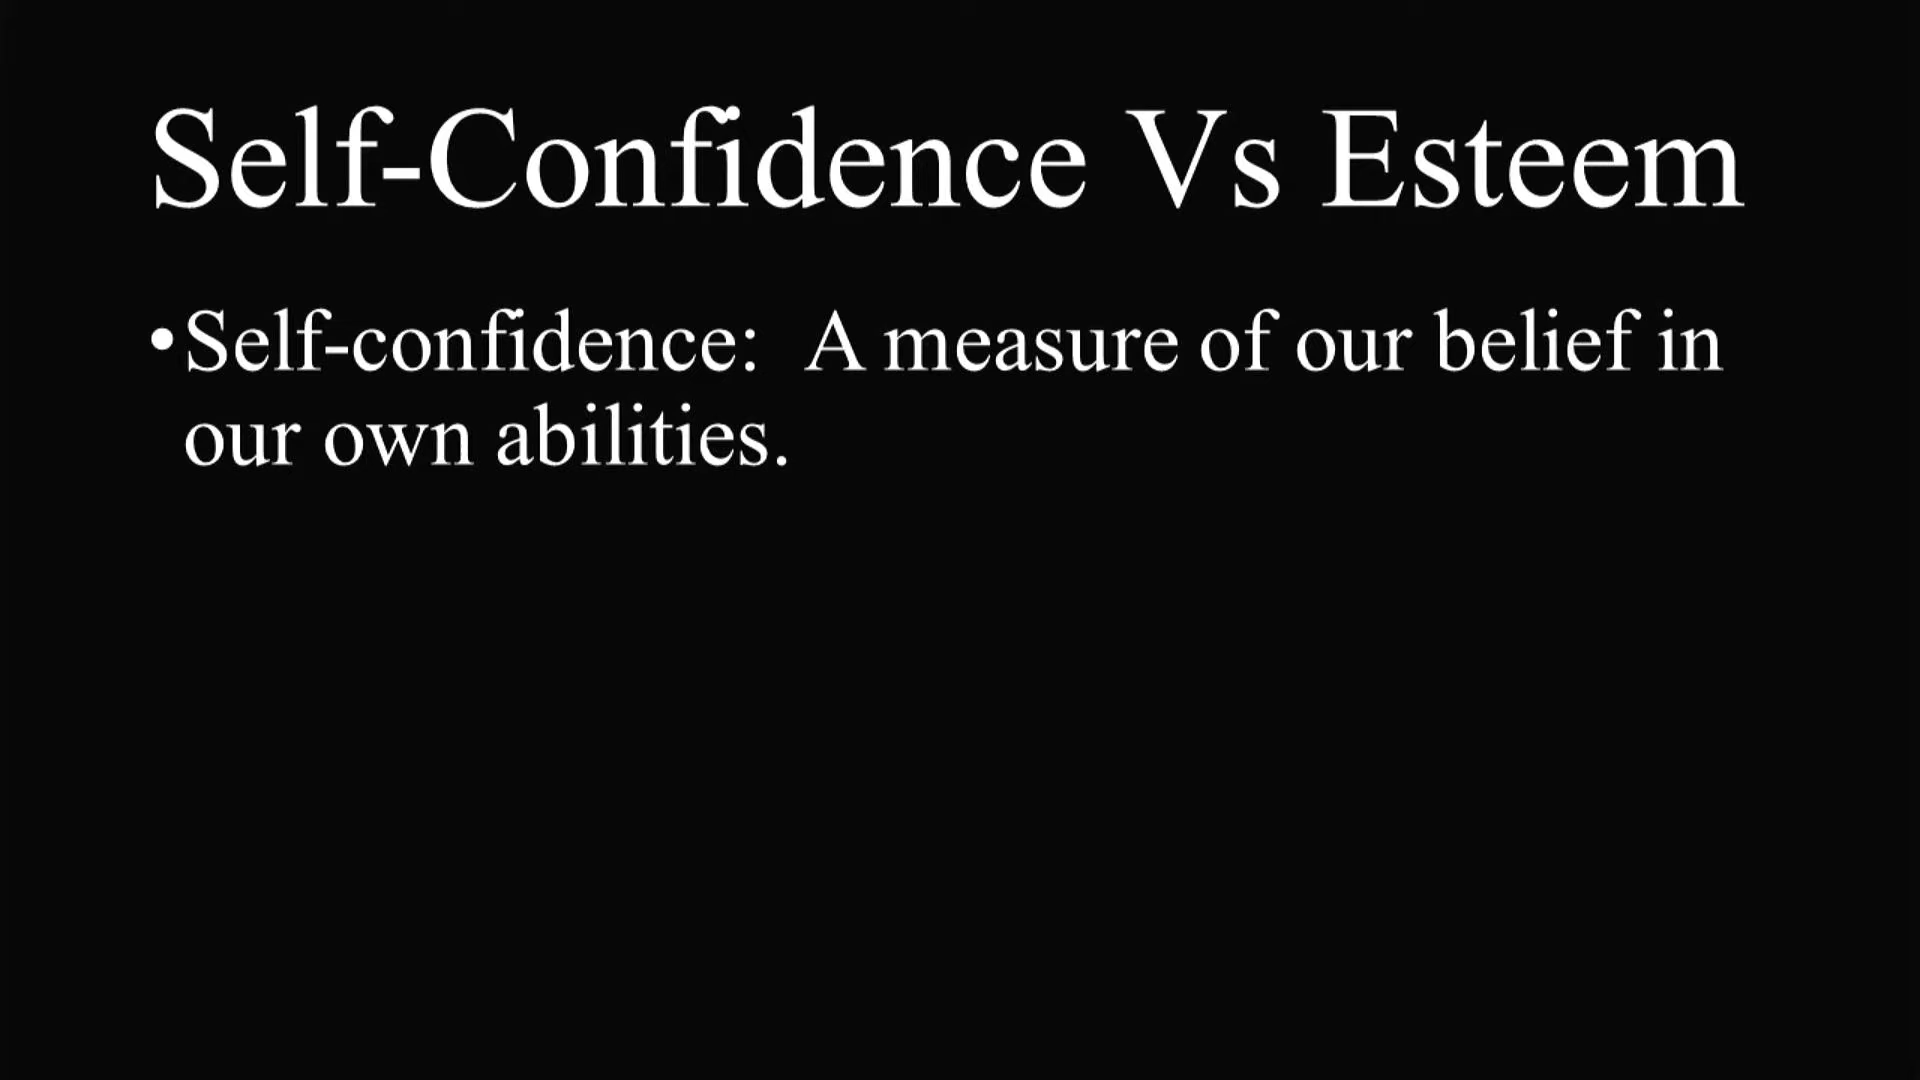 Self-Confidence Vs Esteem
•Self-confidence:  A measure of our belief in
our own abilities.